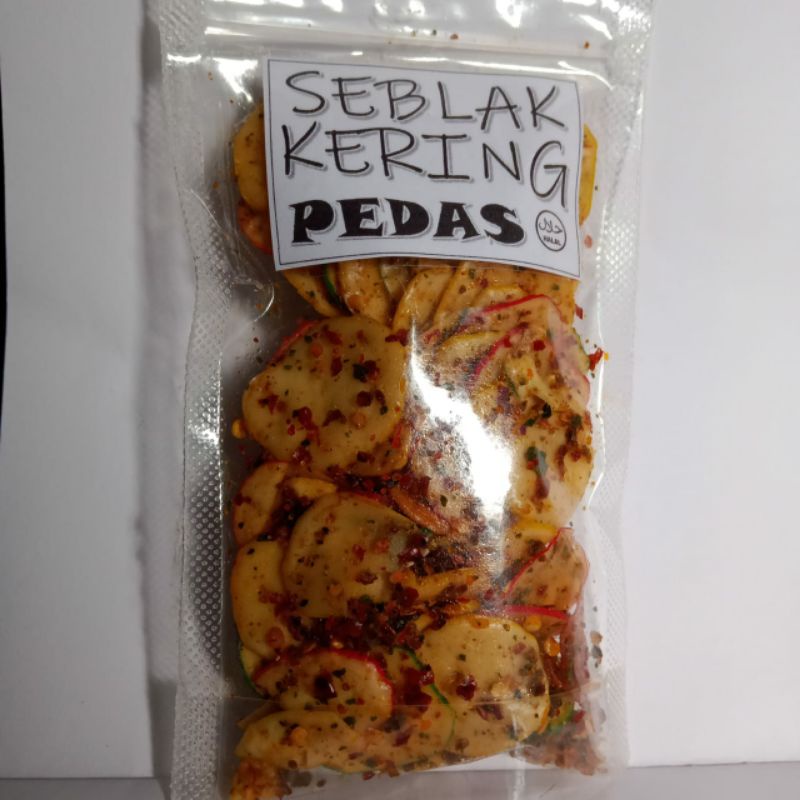 SEBLAK
KERING
PEDAS
حلال
HALAL